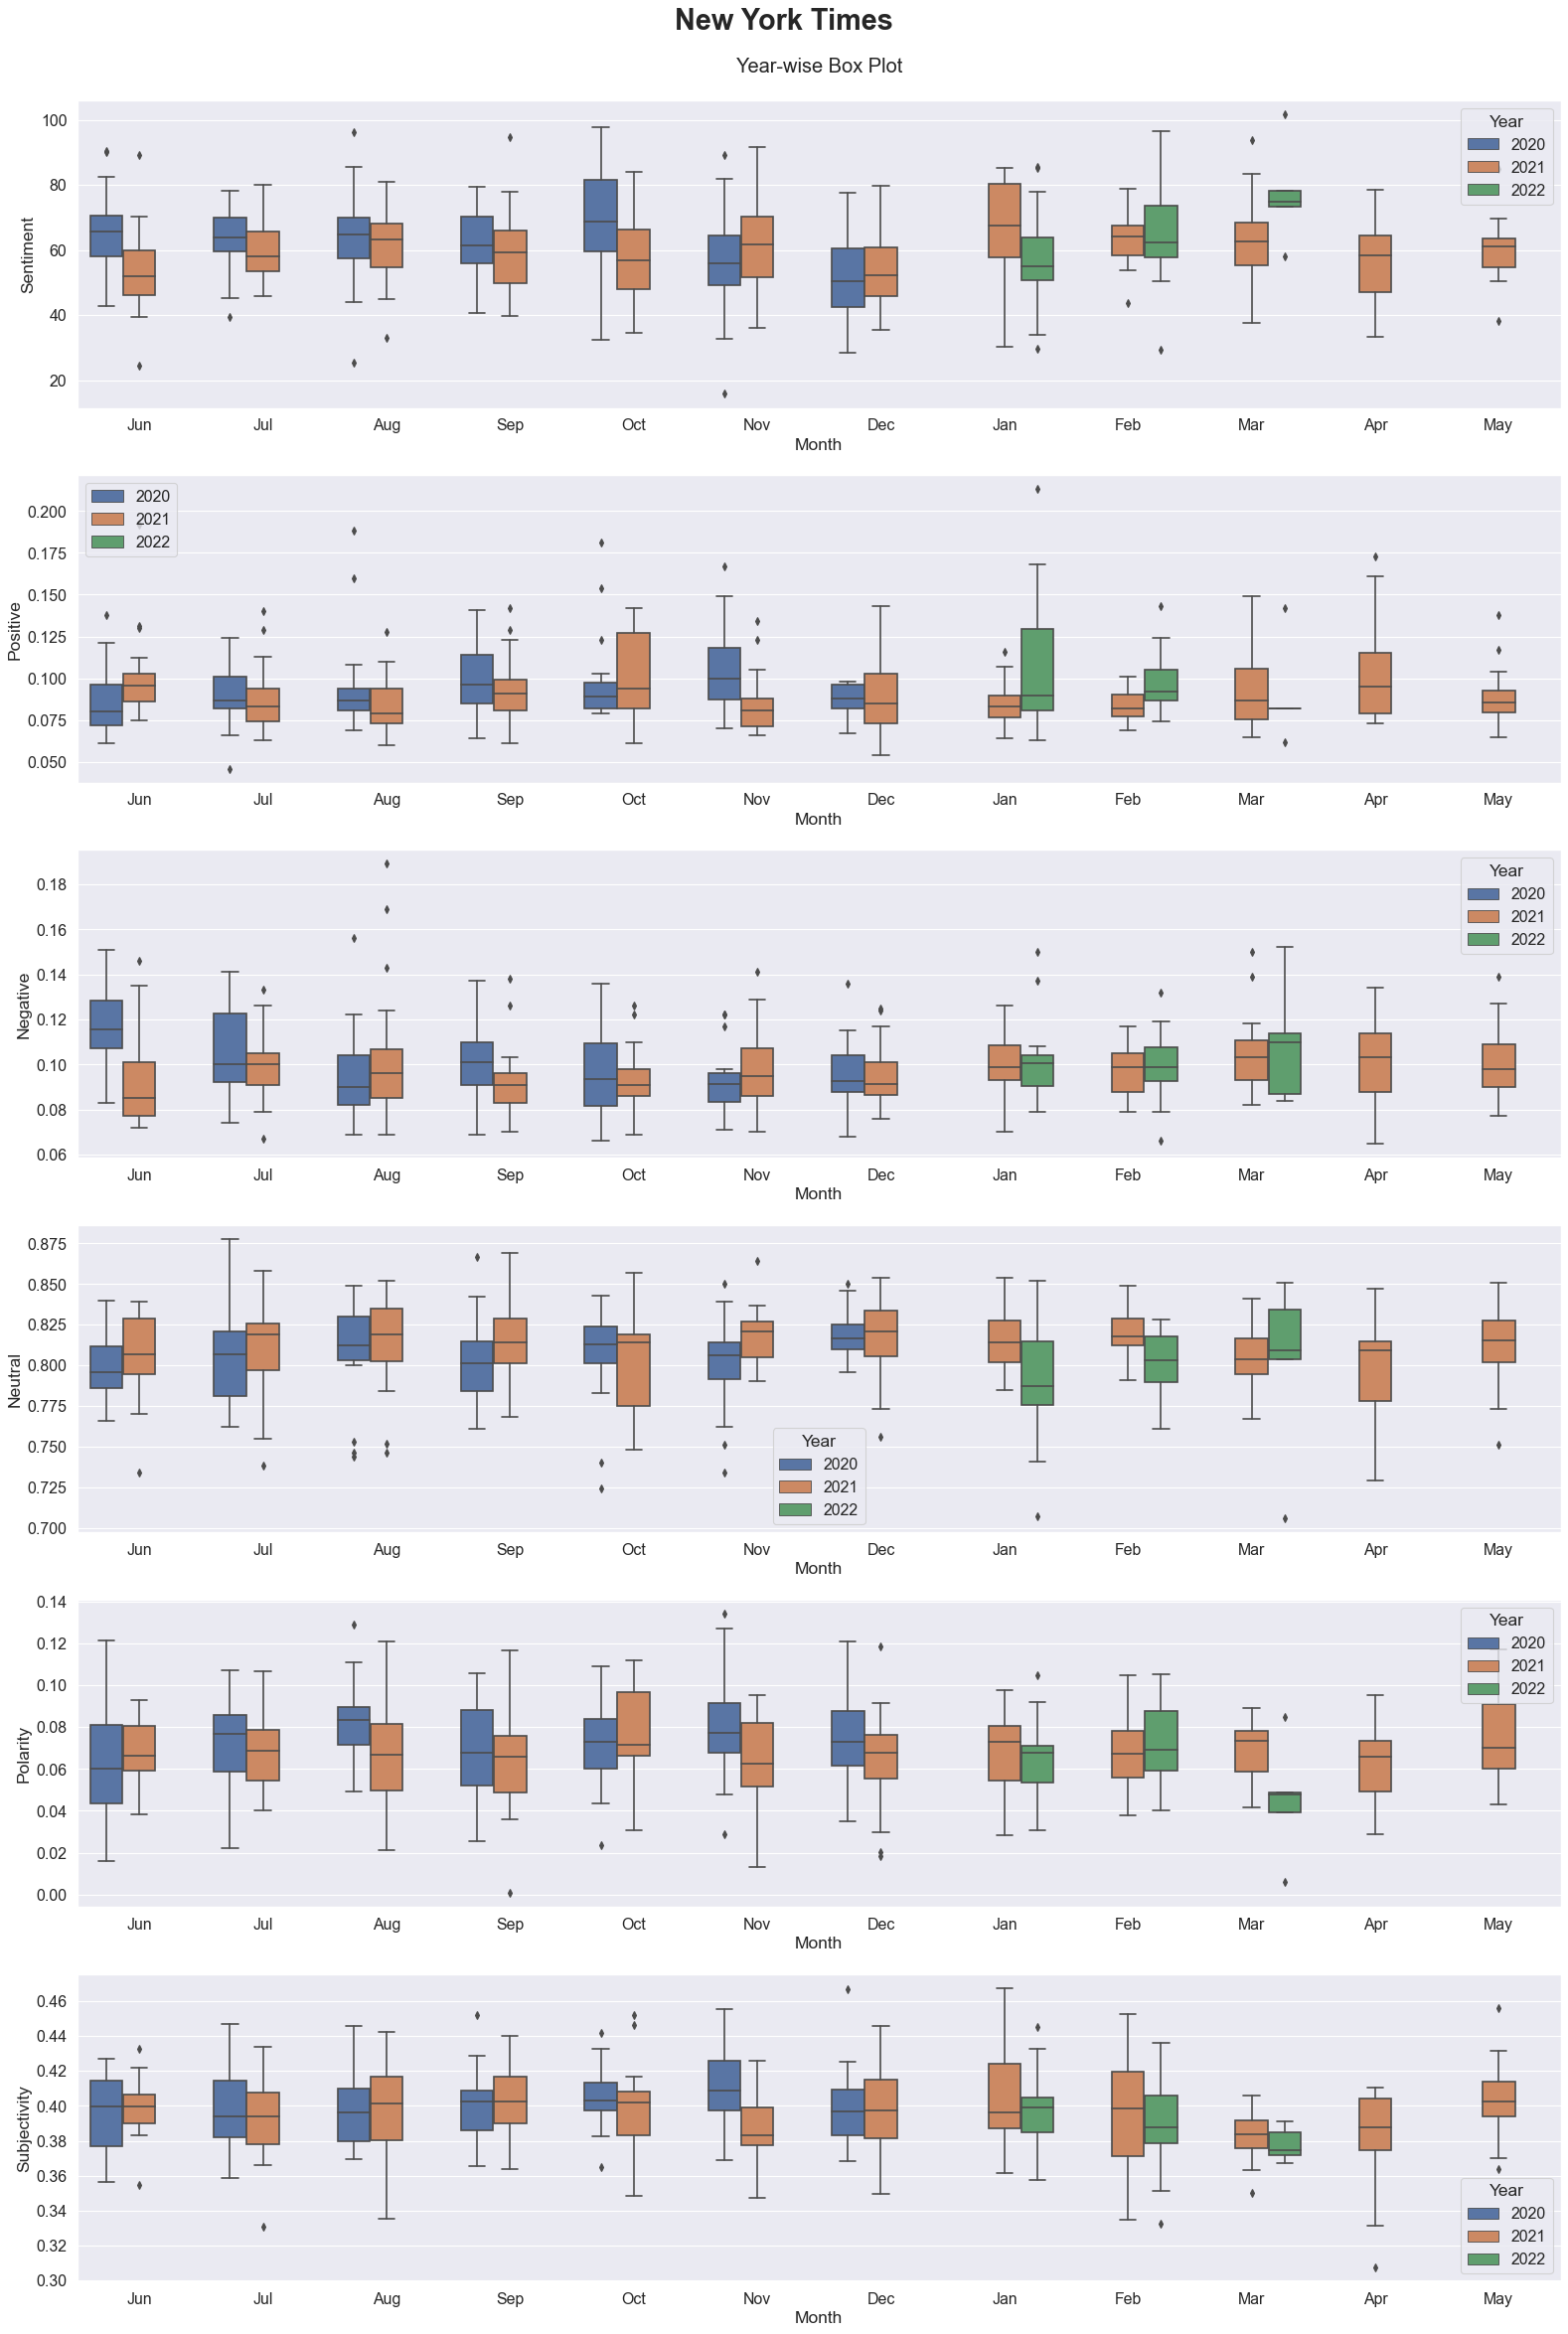 New York Times
Year-wise Box Plot
100
80
60
40
20
Sentiment
Year
2020
2021
2022
Jun Jul Aug Sep Oct Nov Dec Jan Feb Mar Apr May
Month
0.200
0.175
0.150
0.125
0.100
0.075
0.050
Positive
2020
2021
2022
Jun Jul Aug Sep Oct Nov Dec Jan Feb Mar Apr May
Month
0.18
0.16
0.14
0.12
0.10
0.08
0.06
Negative
Year
2020
2021
2022
Jun Jul Aug Sep Oct Nov Dec Jan Feb Mar Apr May
Month
0.875
0.850
0.825
0.800
0.775
0.750
0.725
0.700
Neutral
Year
2020
2021
2022
Jun Jul Aug Sep Oct Nov Dec Jan Feb Mar Apr May
Month
0.14
0.12
0.10
0.08
0.06
0.04
0.02
0.00
Polarity
Year
2020
2021
2022
Jun Jul Aug Sep Oct Nov Dec Jan Feb Mar Apr May
Month
0.46
0.44
0.42
0.40
0.38
0.36
0.34
0.32
0.30
Subjectivity
Year
2020
2021
2022
Jun Jul Aug Sep Oct Nov Dec Jan Feb Mar Apr May
Month